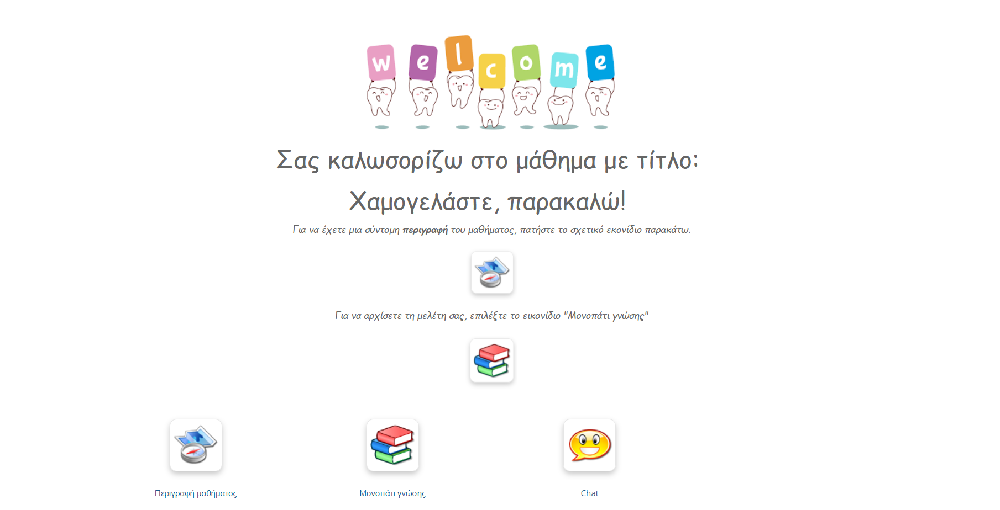 welcome
Σας καλωσορίζω στο μάθημα με τίτλο:
Χαμογελάστε, παρακαλώ!
Για να έχετε μια σύντομη περιγραφή του μαθήματος, πατήστε το σχετικό εκονίδιο παρακάτω.
Για να αρχίσετε τη μελέτη σας, επιλέξτε το εικονίδιο "Μονοπάτι γνώσης"
Περιγραφή μαθήματος
Μονοπάτι γνώσης
Chat